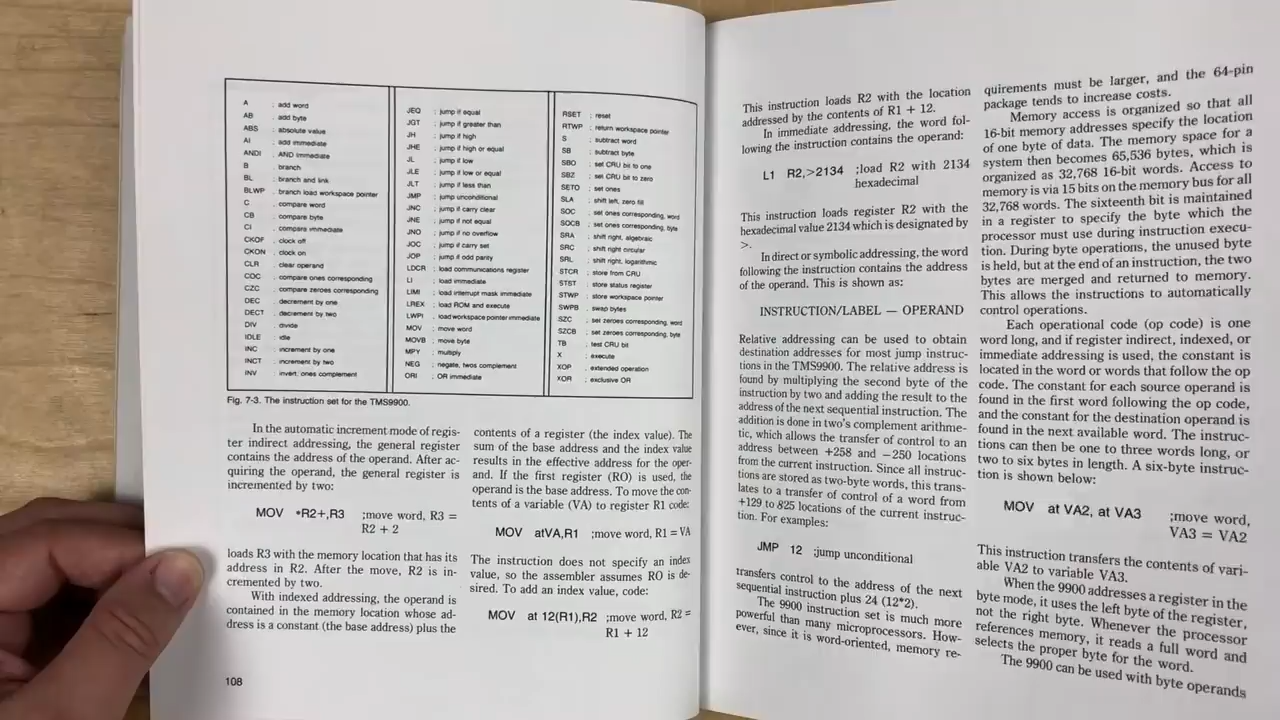 A ; add word
AB ; add byte
ABS ; absolute value
AI ; add immediate
ANDI ; AND immediate
B ; branch
BL ; branch and link
BLWP ; branch load workspace pointer
C ; compare word
CB ; compare byte
CI ; compare immediate
CKOF ; clock off
CKON ; clock on
CLR ; clear operand
COC ; compare ones corresponding
CZC ; compare zeroes corresponding
DEC ; decrement by one
DECT ; decrement by two
DIV ; divide
IDLE ; idle
INC ; increment by one
INCT ; increment by two
INV ; invert, ones complement
JEQ ; jump if equal
JGT ; jump if greater than
JH ; jump if high
JHE ; jump if high or equal
JL ; jump if low
JLE ; jump if low or equal
JLT ; jump if less than
JMP ; jump unconditional
JNC ; jump if carry clear
JNE ; jump if not equal
JNO ; jump if no overflow
JOC ; jump if carry set
JOP ; jump if odd parity
LDCR ; load communications register
LI ; load immediate
LIMI ; load interrupt mask immediate
LREX ; load ROM and execute
LWPI ; load workspace pointer immediate
MOV ; move word
MOVB ; move byte
MPY ; multiply
NEG ; negate, twos complement
ORI ; OR immediate
RSET ; reset
RTWP ; return workspace pointer
S ; subtract word
SB ; subtract byte
SBO ; set CRU bit to one
SBZ ; set CRU bit to zero
SETO ; set ones
SLA ; shift left, zero fill
SOC ; set ones corresponding, word
SOCB ; set ones corresponding, byte
SRA ; shift right, algebraic
SRC ; shift right circular
SRL ; shift right, logarithmic
STCR ; store from CRU
STST ; store status register
STWP ; store workspace pointer
SWPB ; swap bytes
SZC ; set zeroes corresponding, word
SZCB ; set zeroes corresponding, byte
TB ; test CRU bit
X ; execute
XOP ; extended operation
XOR ; exclusive OR
Fig. 7-3. The instruction set for the TMS9900.
In the automatic increment mode of regis-
ter indirect addressing, the general register
contains the address of the operand. After ac-
quiring the operand, the general register is
incremented by two:
MOV *R2+,R3 ;move word, R3 =
R2 + 2
loads R3 with the memory location that has its
address in R2. After the move, R2 is in-
cremented by two.
With indexed addressing, the operand is
contained in the memory location whose ad-
dress is a constant (the base address) plus the
contents of a register (the index value). The
sum of the base address and the index value
results in the effective address for the oper-
and. If the first register (RO) is used, the
operand is the base address. To move the con-
tents of a variable (VA) to register R1 code:
MOV atVA,R1 ;move word, R1 = VA
The instruction does not specify an index
value, so the assembler assumes RO is de-
sired. To add an index value, code:
MOV at 12(R1),R2 ;move word, R2 =
R1 + 12
108
This instruction loads R2 with the location
addressed by the contents of R1 + 12.
In immediate addressing, the word fol-
lowing the instruction contains the operand:
L1 R2,>2134 ;load R2 with 2134
hexadecimal
This instruction loads register R2 with the
hexadecimal value 2134 which is designated by
>.
In direct or symbolic addressing, the word
following the instruction contains the address
of the operand. This is shown as:
INSTRUCTION/LABEL — OPERAND
Relative addressing can be used to obtain
destination addresses for most jump instruc-
tions in the TMS9900. The relative address is
found by multiplying the second byte of the
instruction by two and adding the result to the
address of the next sequential instruction. The
addition is done in two's complement arithme-
tic, which allows the transfer of control to an
address between +258 and −250 locations
from the current instruction. Since all instruc-
tions are stored as two-byte words, this trans-
lates to a transfer of control of a word from
+129 to 825 locations of the current instruc-
tion. For examples:
JMP 12 ;jump unconditional
transfers control to the address of the next
sequential instruction plus 24 (12*2).
The 9900 instruction set is much more
powerful than many microprocessors. How-
ever, since it is word-oriented, memory re-
quirements must be larger, and the 64-pin
package tends to increase costs.
Memory access is organized so that all
16-bit memory addresses specify the location
of one byte of data. The memory space for a
system then becomes 65,536 bytes, which is
organized as 32,768 16-bit words. Access to
memory is via 15 bits on the memory bus for all
32,768 words. The sixteenth bit is maintained
in a register to specify the byte which the
processor must use during instruction execu-
tion. During byte operations, the unused byte
is held, but at the end of an instruction, the two
bytes are merged and returned to memory.
This allows the instructions to automatically
control operations.
Each operational code (op code) is one
word long, and if register indirect, indexed, or
immediate addressing is used, the constant is
located in the word or words that follow the op
code. The constant for each source operand is
found in the first word following the op code,
and the constant for the destination operand is
found in the next available word. The instruc-
tions can then be one to three words long, or
two to six bytes in length. A six-byte instruc-
tion is shown below:
MOV at VA2, at VA3 ;move word,
VA3 = VA2
This instruction transfers the contents of vari-
able VA2 to variable VA3.
When the 9900 addresses a register in the
byte mode, it uses the left byte of the register,
not the right byte. Whenever the processor
references memory, it reads a full word and
selects the proper byte for the word.
The 9900 can be used with byte operands